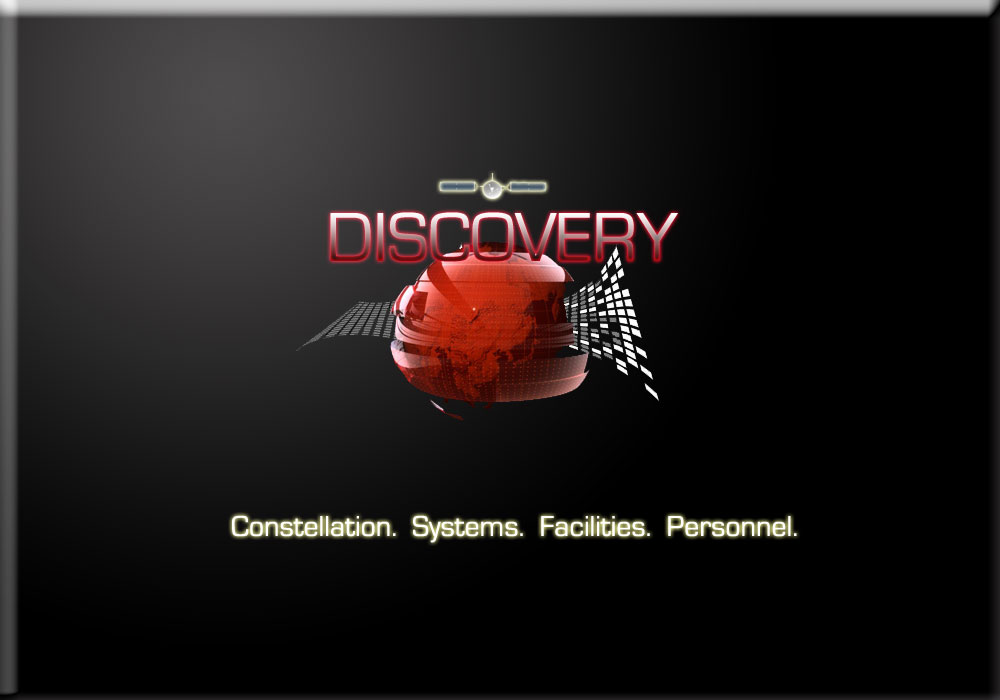 DISCOVERY
Constellation. Systems. Facilities. Personnel.